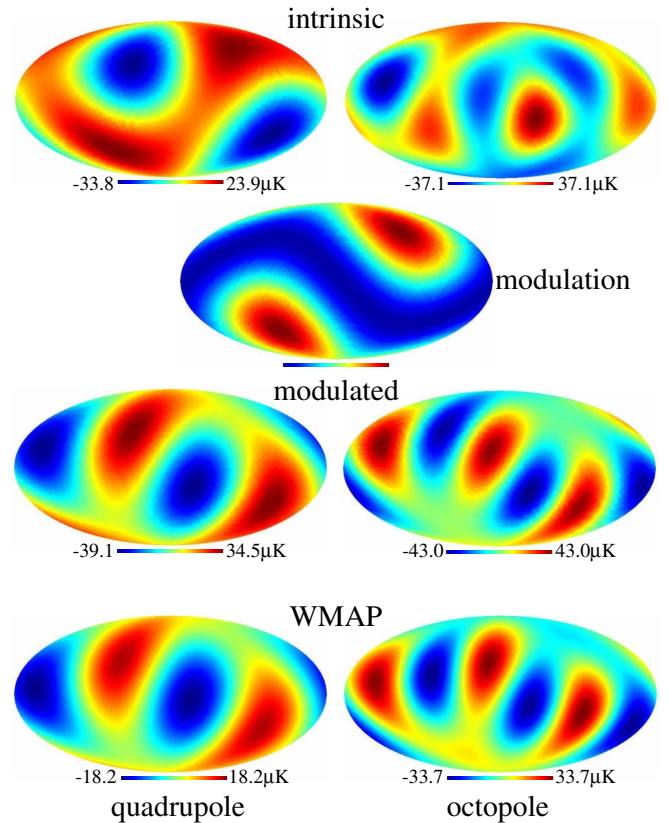 intrinsic
-33.8 23.9μK
-37.1 37.1μK
modulation
modulated
-39.1 34.5μK
-43.0 43.0μK
WMAP
-18.2 18.2μK
-33.7 33.7μK
quadrupole
octopole